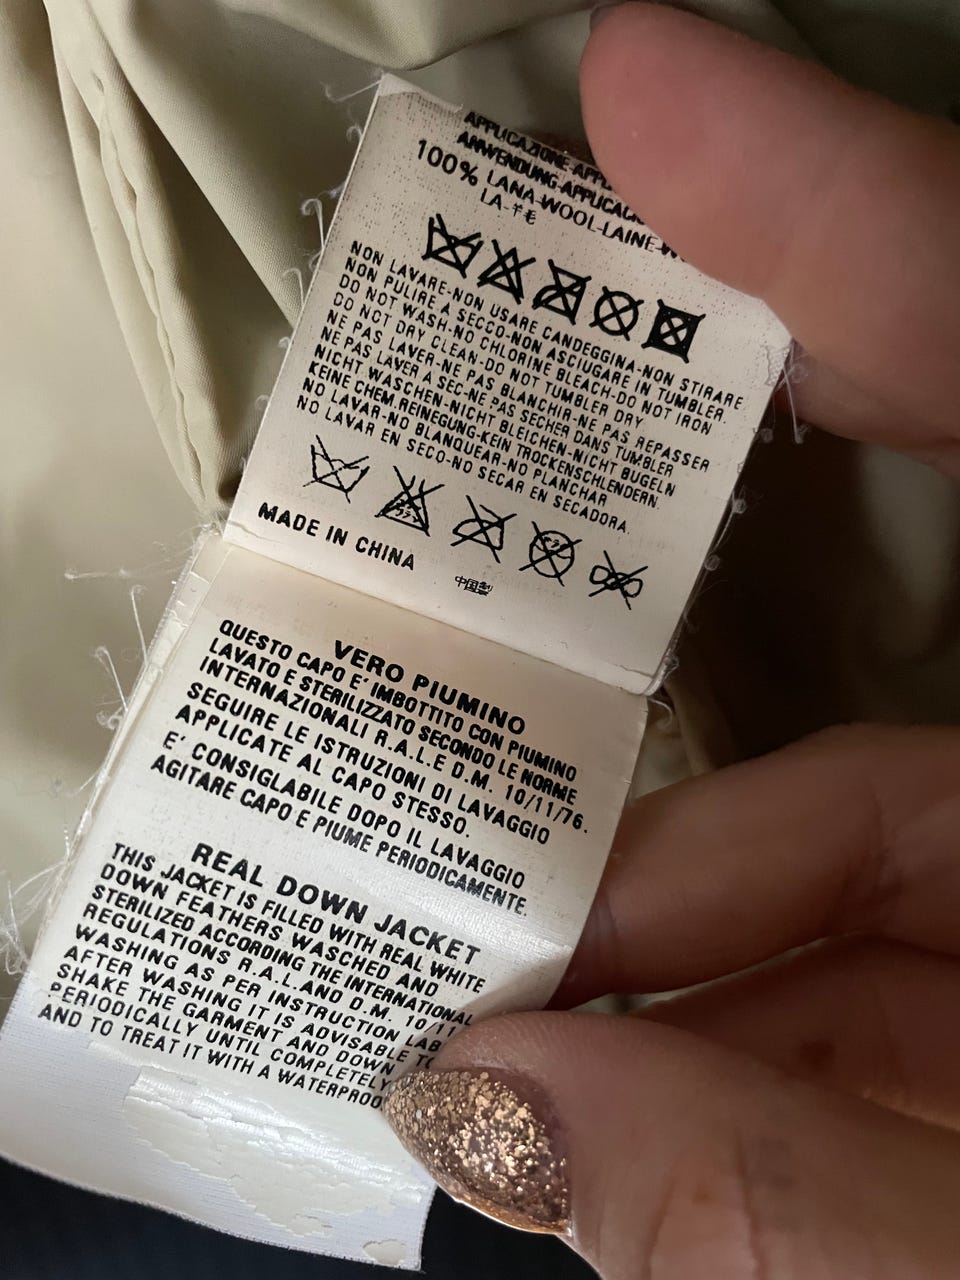 APPLICAZIONE-
ANWENDUNG-
100% LANA-WOOL-LAINE-
NON LAVARE-NON USARE CANDEGGINA-NON STIRARE
NON PULIRE A SECCO-NON ASCIUGARE IN TUMBLER.
DO NOT WASH-NO CHLORINE BLEACH-DO NOT IRON
DO NOT DRY CLEAN-DO NOT TUMBLER DRY
NE PAS LAVER-NE PAS BLANCHIR-NE PAS REPASSER
NE PAS LAVER A SEC-NE PAS SECHER DANS TUMBLER
NICHT WASCHEN-NICHT BLEICHEN-NICHT BUGELN
KEINE CHEM.REINEGUNG-KEIN TROCKENSCHLENDERN.
NO LAVAR-NO BLANQUEAR-NO PLANCHAR
NO LAVAR EN SECO-NO SECAR EN SECADORA.
MADE IN CHINA
中国製
VERO PIUMINO
QUESTO CAPO E' IMBOTTITO CON PIUMINO
LAVATO E STERILIZZATO SECONDO LE NORME
INTERNAZIONALI R.A.L.E D.M. 10/11/76.
SEGUIRE LE ISTRUZIONI DI LAVAGGIO
APPLICATE AL CAPO STESSO.
E' CONSIGLABILE DOPO IL LAVAGGIO
AGITARE CAPO E PIUME PERIODICAMENTE.
REAL DOWN JACKET
THIS JACKET IS FILLED WITH REAL WHITE
DOWN FEATHERS WASCHED AND
STERILIZED ACCORDING THE INTERNATIONAL
REGULATIONS R.A.L.AND D.M. 10/11
WASHING AS PER INSTRUCTION LAB
AFTER WASHING IT IS ADVISABLE TO
SHAKE THE GARMENT AND DOWN
PERIODICALLY UNTIL COMPLETELY
AND TO TREAT IT WITH A WATERPROO